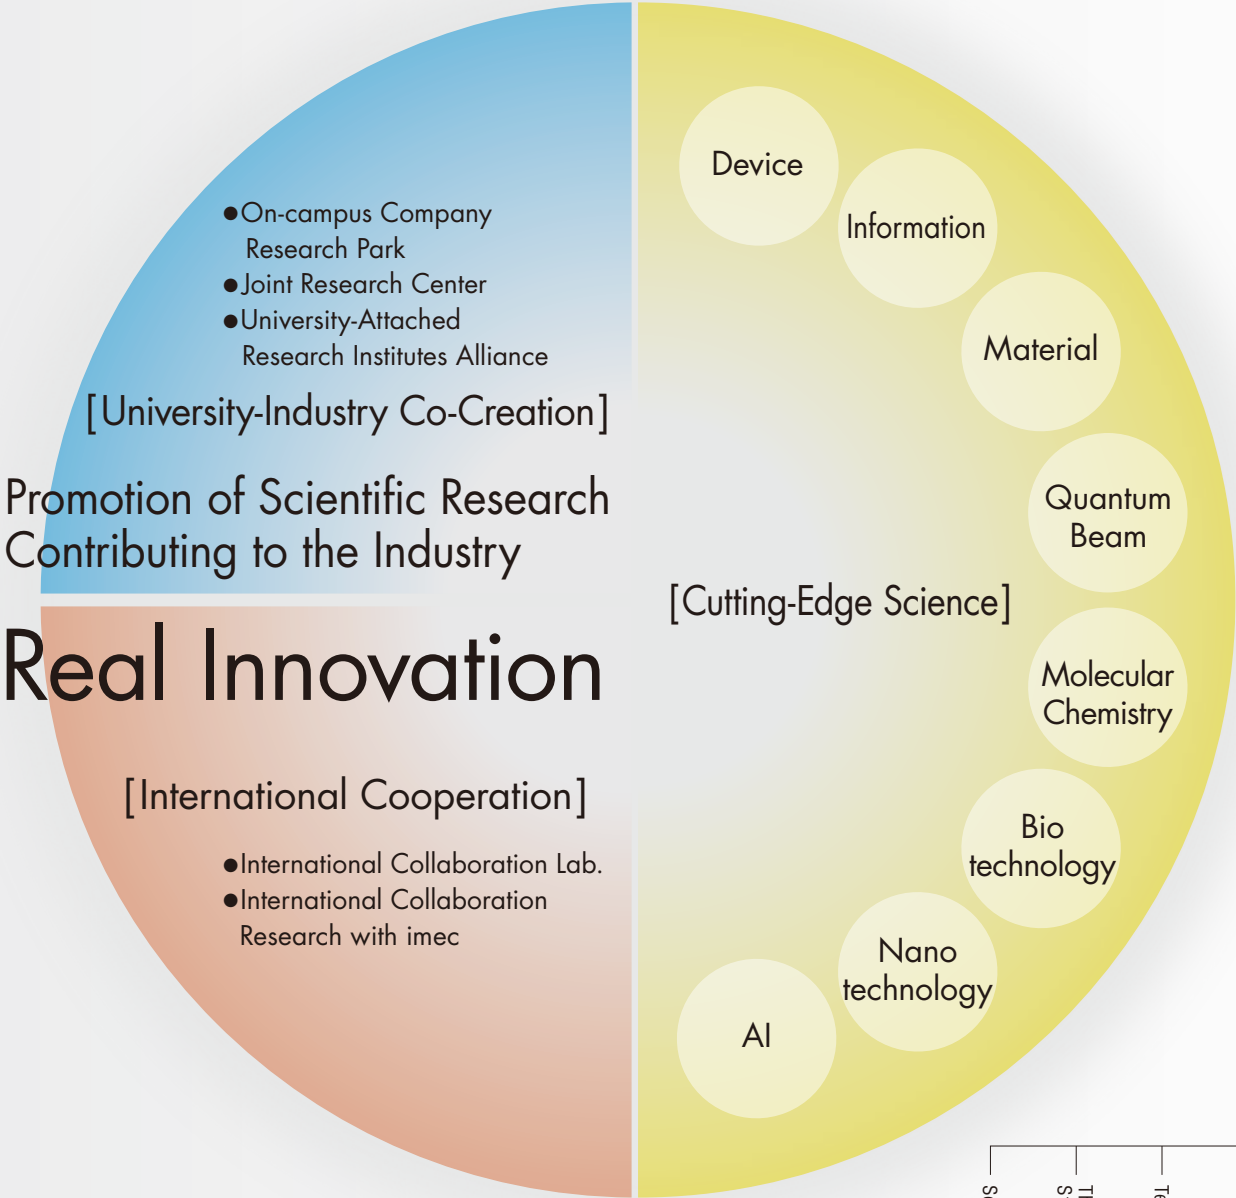 ●On-campus Company
Research Park
●Joint Research Center
●University-Attached
Research Institutes Alliance
[University-Industry Co-Creation]
Promotion of Scientific Research
Contributing to the Industry
Real Innovation
[International Cooperation]
●International Collaboration Lab.
●International Collaboration
Research with imec
[Cutting-Edge Science]
Device
Information
Material
Quantum
Beam
Molecular
Chemistry
Bio
technology
Nano
technology
AI